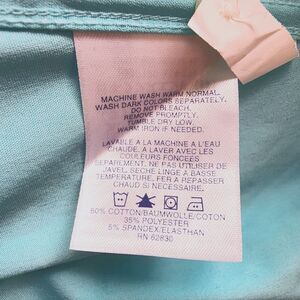 MACHINE WASH WARM NORMAL.
WASH DARK COLORS SEPARATELY.
DO NOT BLEACH.
REMOVE PROMPTLY.
TUMBLE DRY LOW.
WARM IRON IF NEEDED.
LAVABLE A LA MACHINE A L'EAU
CHAUDE. A LAVER AVEC LES
COULEURS FONCEES
SEPAREMENT. NE PAS UTILISER DE
JAVEL. SECHE LINGE A BASSE
TEMPERATURE. FER A REPASSER
CHAUD SI NECESSAIRE.
60% COTTON/BAUMWOLLE/COTON
35% POLYESTER
5% SPANDEX/ELASTHAN
RN 62830